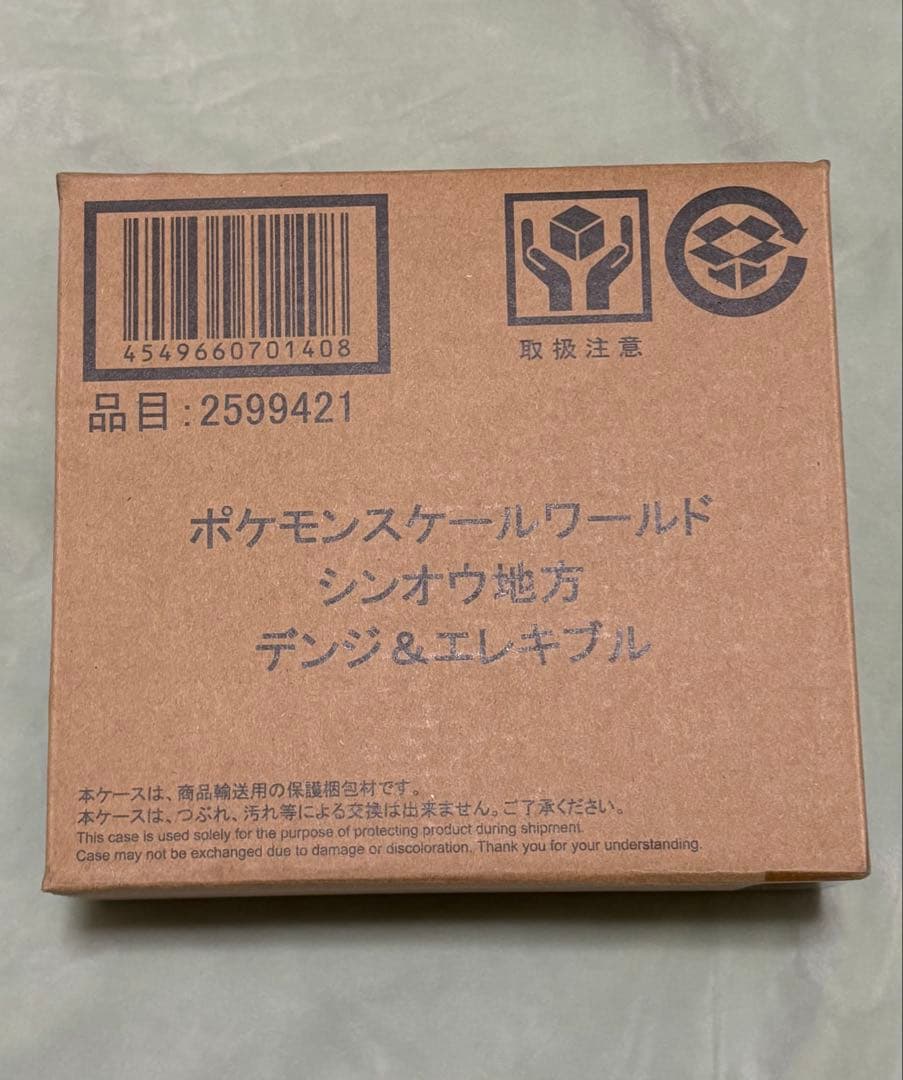 4549660701408
取扱注意
品目:2599421
ポケモンスケールワールド
シンオウ地方
デンジ&エレキブル
本ケースは、商品輸送用の保護梱包材です。
本ケースは、つぶれ、汚れ等による交換は出来ません。ご了承ください。
This case is used solely for the purpose of protecting product during shipment.
Case may not be exchanged due to damage or discoloration. Thank you for your understanding.